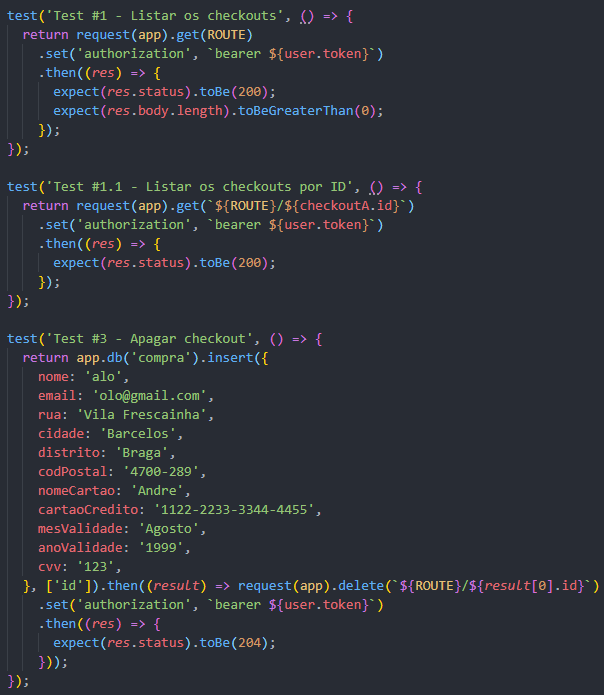 test('Test #1 - Listar os checkouts', () => {
  return request(app).get(ROUTE)
    .set('authorization', `bearer ${user.token}`)
    .then((res) => {
      expect(res.status).toBe(200);
      expect(res.body.length).toBeGreaterThan(0);
    });
});

test('Test #1.1 - Listar os checkouts por ID', () => {
  return request(app).get(`${ROUTE}/${checkoutA.id}`)
    .set('authorization', `bearer ${user.token}`)
    .then((res) => {
      expect(res.status).toBe(200);
    });
});

test('Test #3 - Apagar checkout', () => {
  return app.db('compra').insert({
    nome: 'alo',
    email: 'olo@gmail.com',
    rua: 'Vila Frescainha',
    cidade: 'Barcelos',
    distrito: 'Braga',
    codPostal: '4700-289',
    nomeCartao: 'Andre',
    cartaoCredito: '1122-2233-3344-4455',
    mesValidade: 'Agosto',
    anoValidade: '1999',
    cvv: '123',
  }, ['id']).then((result) => request(app).delete(`${ROUTE}/${result[0].id}`)
    .set('authorization', `bearer ${user.token}`)
    .then((res) => {
      expect(res.status).toBe(204);
    }));
});